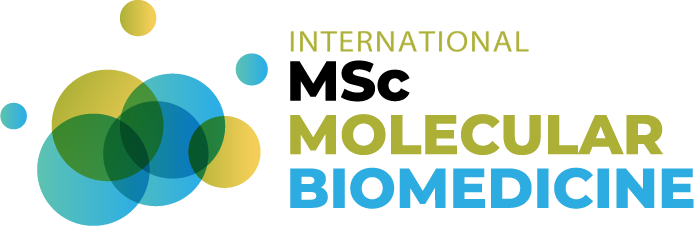 INTERNATIONAL
MSc
MOLECULAR
BIOMEDICINE